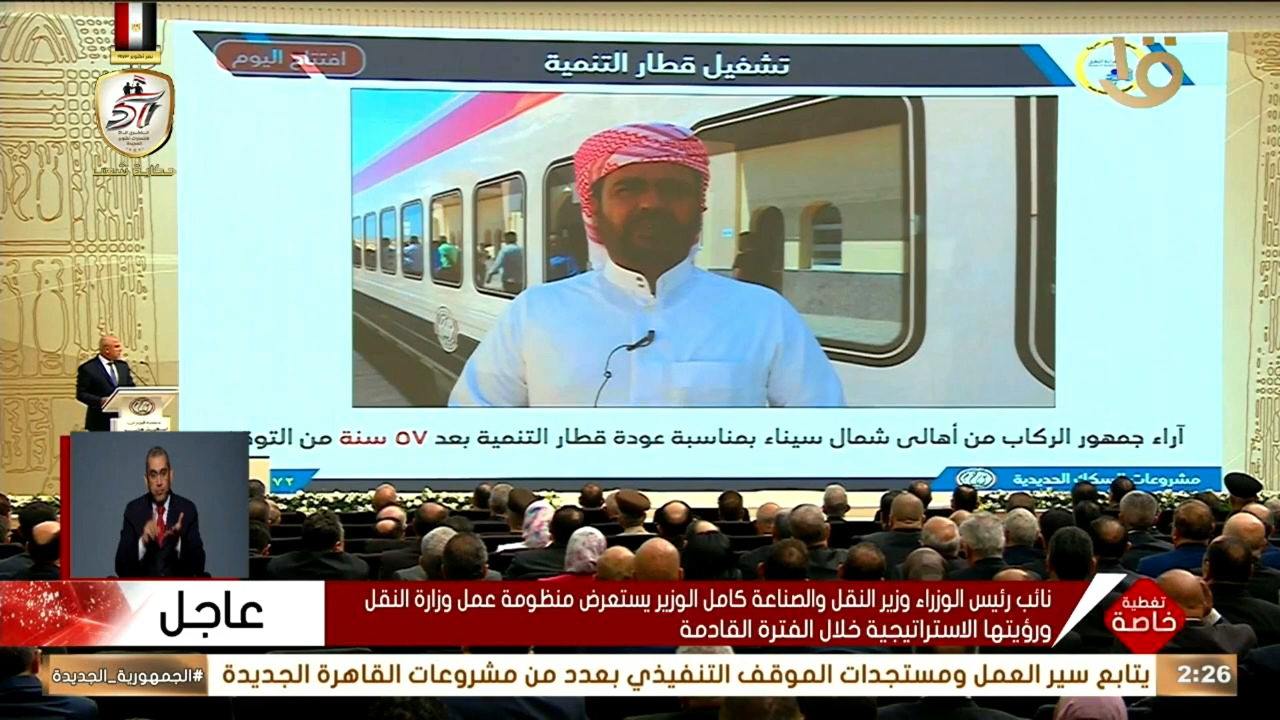 تشغيل قطار التنمية
افتتاح اليوم
آراء جمهور الركاب من أهالى شمال سيناء بمناسبة عودة قطار التنمية بعد ٥٧ سنة من
مشروعات السكك الحديدية
٧٢
حكاية شعب
تغطية
خاصة
نائب رئيس الوزراء وزير النقل والصناعة كامل الوزير يستعرض منظومة عمل وزارة النقل
ورؤيتها الاستراتيجية خلال الفترة القادمة
عاجل
2:26
يتابع سير العمل ومستجدات الموقف التنفيذي بعدد من مشروعات القاهرة الجديدة
#الجمهورية_الجديدة